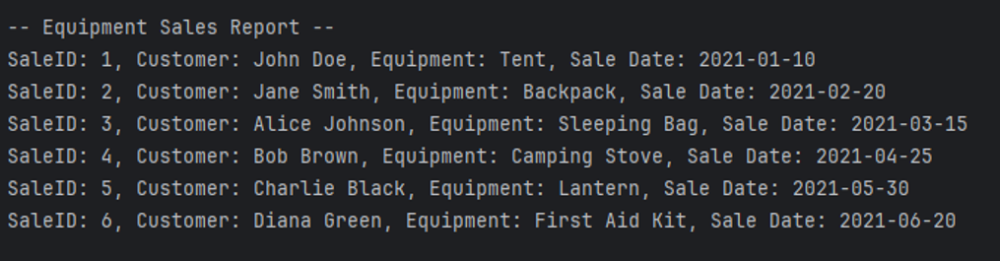 -- Equipment Sales Report --
SaleID: 1, Customer: John Doe, Equipment: Tent, Sale Date: 2021-01-10
SaleID: 2, Customer: Jane Smith, Equipment: Backpack, Sale Date: 2021-02-20
SaleID: 3, Customer: Alice Johnson, Equipment: Sleeping Bag, Sale Date: 2021-03-15
SaleID: 4, Customer: Bob Brown, Equipment: Camping Stove, Sale Date: 2021-04-25
SaleID: 5, Customer: Charlie Black, Equipment: Lantern, Sale Date: 2021-05-30
SaleID: 6, Customer: Diana Green, Equipment: First Aid Kit, Sale Date: 2021-06-20